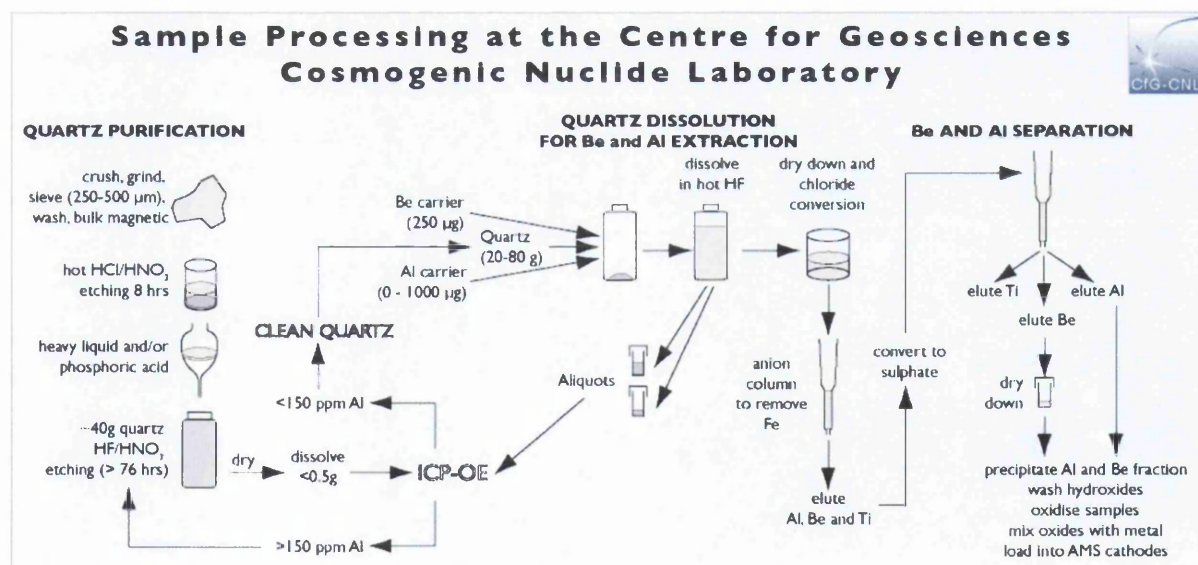 Sample Processing at the Centre for Geosciences
Cosmogenic Nuclide Laboratory
CfG-CNL
QUARTZ PURIFICATION
crush, grind,
sieve (250-500 µm),
wash, bulk magnetic
hot HCl/HNO₃
etching 8 hrs
heavy liquid and/or
phosphoric acid
~40g quartz
HF/HNO₃
etching (> 76 hrs)
dry
dissolve
<0.5g
ICP-OE
<150 ppm Al
>150 ppm Al
CLEAN QUARTZ
QUARTZ DISSOLUTION
FOR Be and Al EXTRACTION
Be carrier
(250 µg)
Quartz
(20-80 g)
Al carrier
(0 - 1000 µg)
dissolve
in hot HF
Aliquots
dry down and
chloride
conversion
anion
column
to remove
Fe
elute
Al, Be and Ti
convert to
sulphate
Be AND Al SEPARATION
elute Ti
elute Al
elute Be
dry
down
precipitate Al and Be fraction
wash hydroxides
oxidise samples
mix oxides with metal
load into AMS cathodes